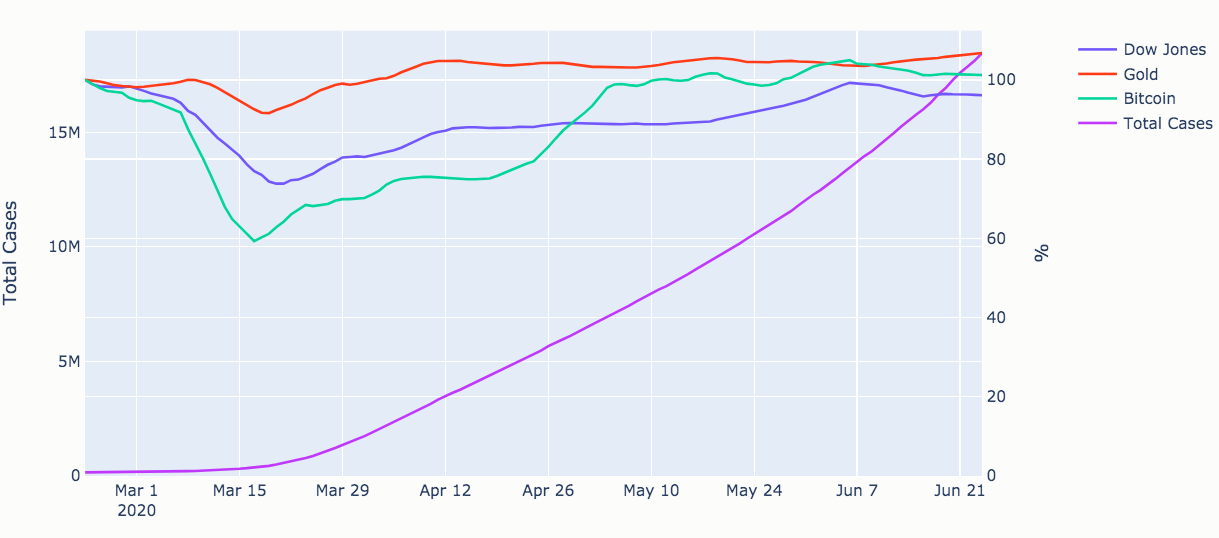 Dow Jones
Gold
Bitcoin
Total Cases
Total Cases
15M
10M
5M
0
100
80
60
40
20
0
%
Mar 1
2020
Mar 15
Mar 29
Apr 12
Apr 26
May 10
May 24
Jun 7
Jun 21